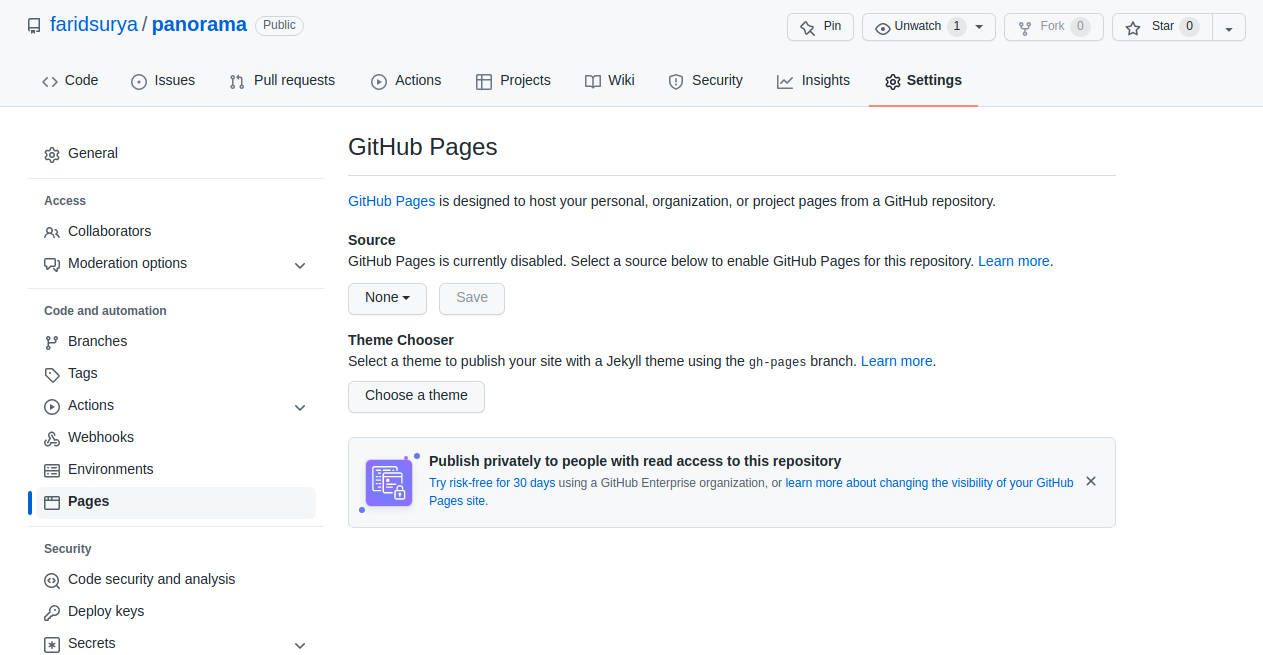 faridsurya / panorama Public
Pin Unwatch 1 Fork 0 Star 0
Code Issues Pull requests Actions Projects Wiki Security Insights Settings
General
Access
Collaborators
Moderation options
Code and automation
Branches
Tags
Actions
Webhooks
Environments
Pages
Security
Code security and analysis
Deploy keys
Secrets
GitHub Pages
GitHub Pages is designed to host your personal, organization, or project pages from a GitHub repository.
Source
GitHub Pages is currently disabled. Select a source below to enable GitHub Pages for this repository. Learn more.
None Save
Theme Chooser
Select a theme to publish your site with a Jekyll theme using the gh-pages branch. Learn more.
Choose a theme
Publish privately to people with read access to this repository
Try risk-free for 30 days using a GitHub Enterprise organization, or learn more about changing the visibility of your GitHub
Pages site.